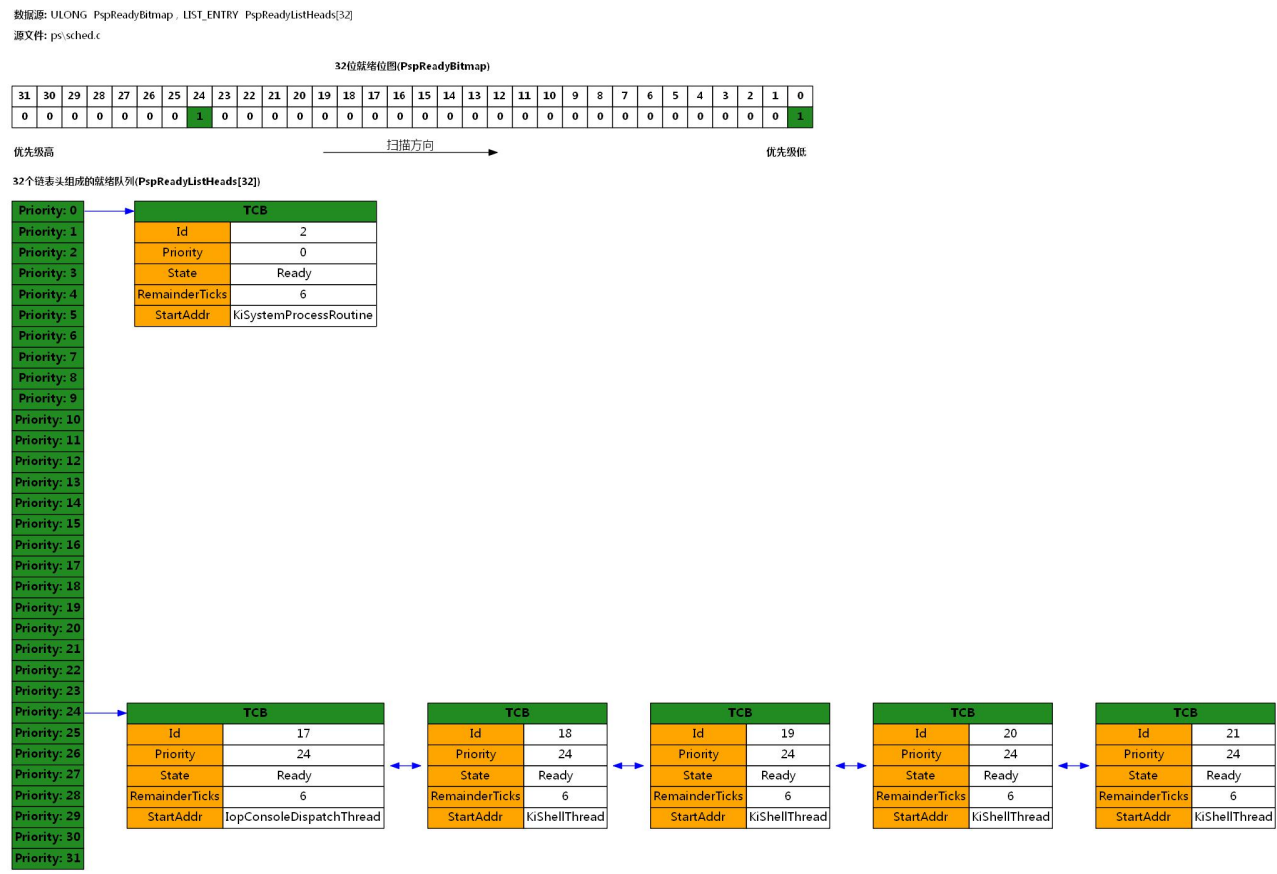 数据源: ULONG PspReadyBitmap , LIST_ENTRY PspReadyListHeads[32]
源文件: ps\sched.c
32位就绪位图(PspReadyBitmap)
31 30 29 28 27 26 25 24 23 22 21 20 19 18 17 16 15 14 13 12 11 10 9 8 7 6 5 4 3 2 1 0
0 0 0 0 0 0 0 1 0 0 0 0 0 0 0 0 0 0 0 0 0 0 0 0 0 0 0 0 0 0 0 1
优先级高 扫描方向 优先级低
32个链表头组成的就绪队列(PspReadyListHeads[32])
Priority: 0 TCB
Priority: 1 Id 2
Priority: 2 Priority 0
Priority: 3 State Ready
Priority: 4 RemainderTicks 6
Priority: 5 StartAddr KiSystemProcessRoutine
Priority: 6
Priority: 7
Priority: 8
Priority: 9
Priority: 10
Priority: 11
Priority: 12
Priority: 13
Priority: 14
Priority: 15
Priority: 16
Priority: 17
Priority: 18
Priority: 19
Priority: 20
Priority: 21
Priority: 22
Priority: 23
Priority: 24 TCB TCB TCB TCB TCB
Priority: 25 Id 17 Id 18 Id 19 Id 20 Id 21
Priority: 26 Priority 24 Priority 24 Priority 24 Priority 24 Priority 24
Priority: 27 State Ready State Ready State Ready State Ready State Ready
Priority: 28 RemainderTicks 6 RemainderTicks 6 RemainderTicks 6 RemainderTicks 6 RemainderTicks 6
Priority: 29 StartAddr IopConsoleDispatchThread StartAddr KiShellThread StartAddr KiShellThread StartAddr KiShellThread StartAddr KiShellThread
Priority: 30
Priority: 31